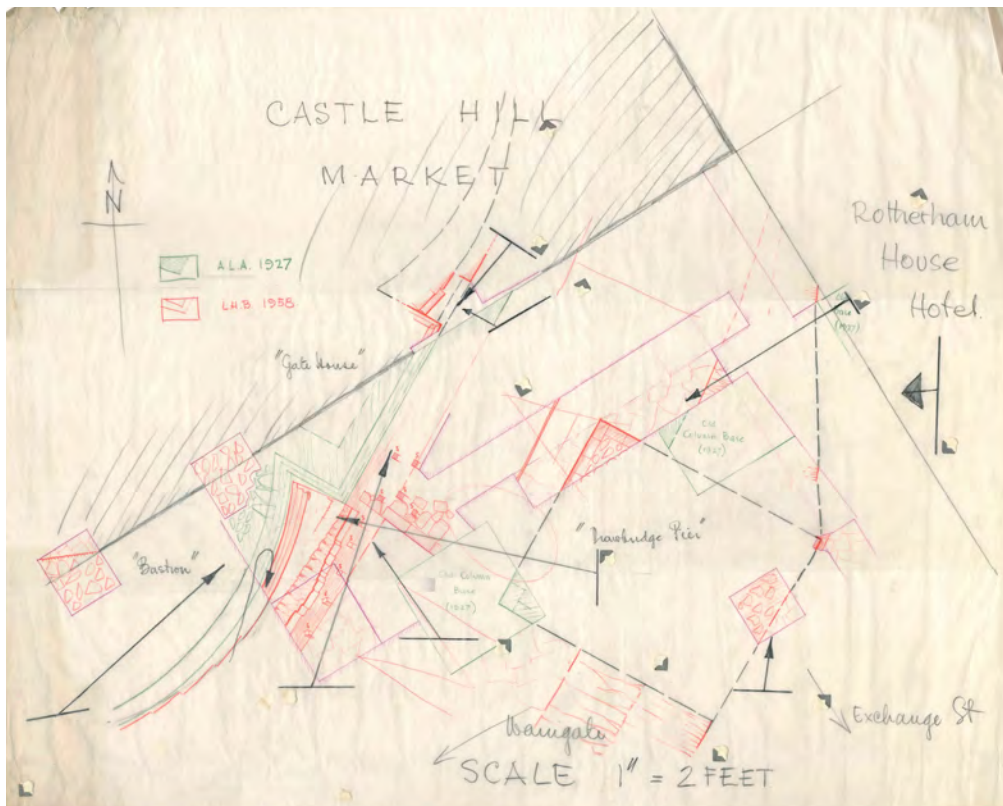 CASTLE HILL
MARKET
N
A.L.A. 1927
L.H.B. 1958
Rotherham
House
Hotel.
(1927)
"Gate House"
Old
Column Base
(1927)
"Drawbridge Pier"
"Bastion"
Old Column
Base
(1927)
Waingate
Exchange St
SCALE 1" = 2 FEET